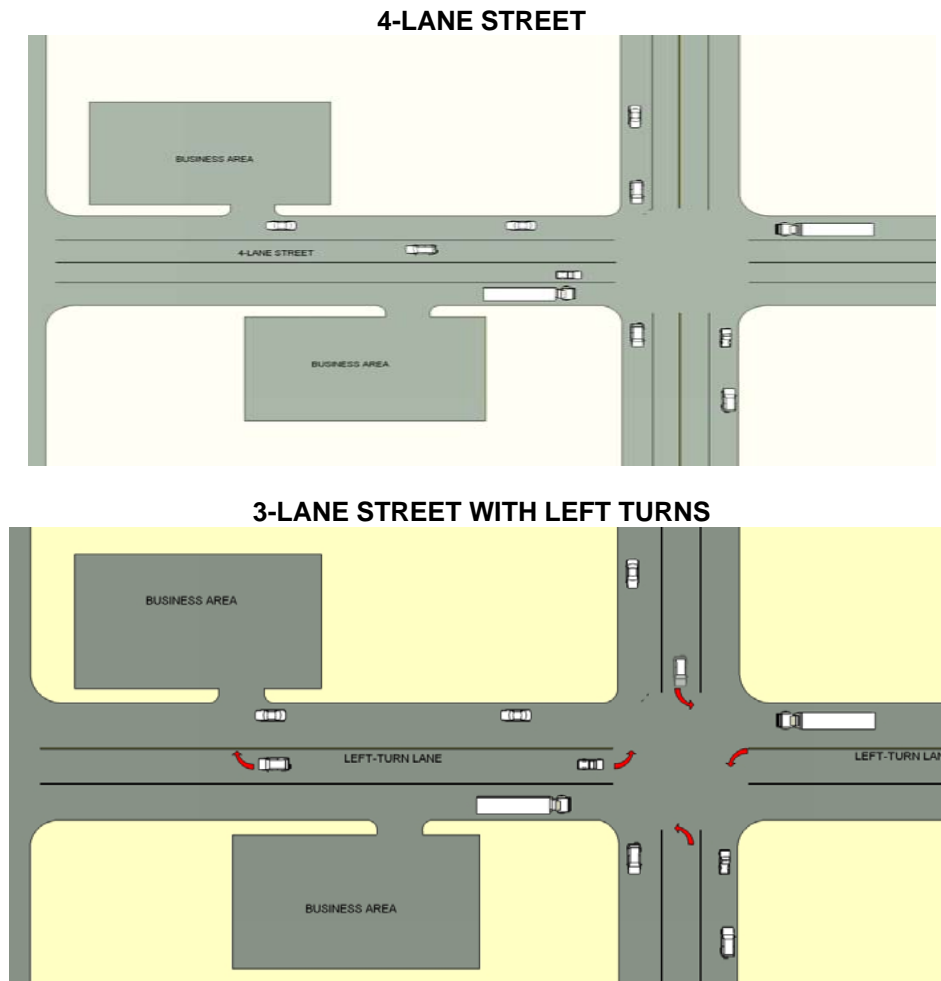 4-LANE STREET
BUSINESS AREA
4-LANE STREET
BUSINESS AREA
3-LANE STREET WITH LEFT TURNS
BUSINESS AREA
LEFT-TURN LANE
LEFT-TURN LAN
BUSINESS AREA